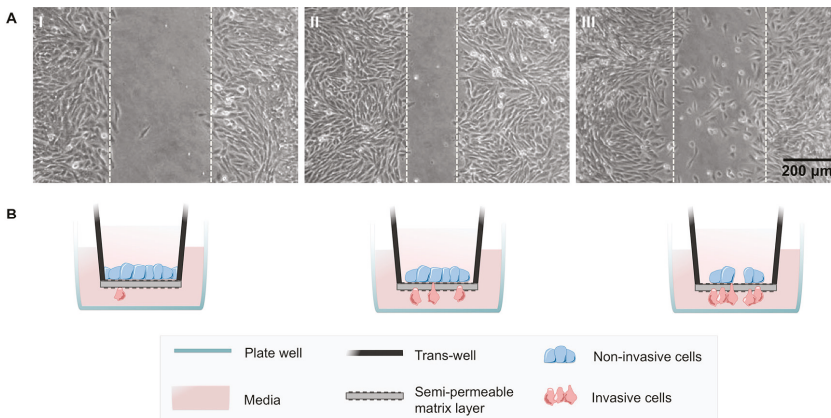 A
I
II
III
200 μm
B
Plate well
Trans-well
Non-invasive cells
Media
Semi-permeable
matrix layer
Invasive cells